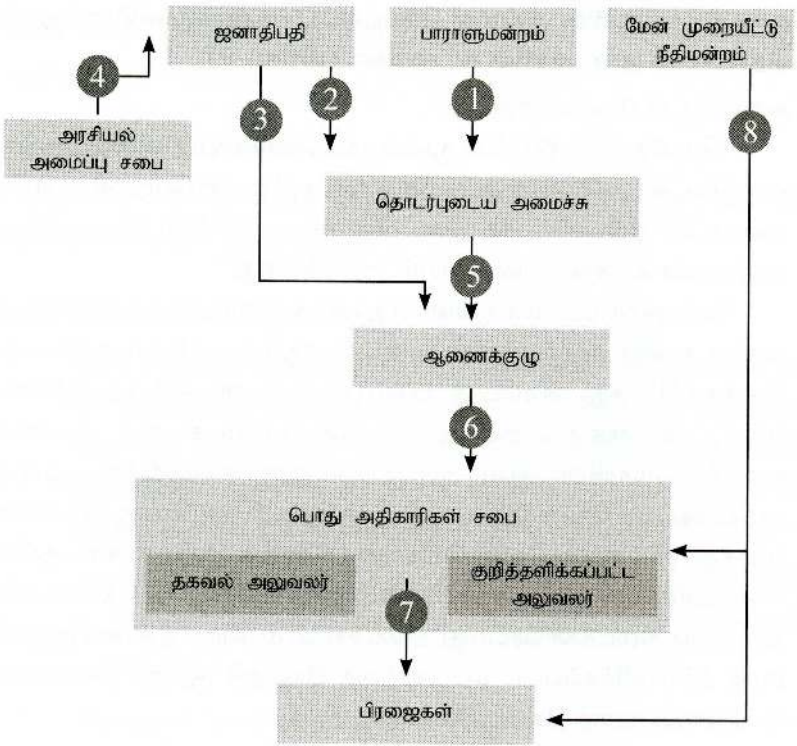 ஜனாதிபதி
பாராளுமன்றம்
மேன் முறையீட்டு
நீதிமன்றம்
4
3
2
1
8
அரசியல்
அமைப்பு சபை
தொடர்புடைய அமைச்சு
5
ஆணைக்குழு
6
பொது அதிகாரிகள் சபை
தகவல் அலுவலர்
குறித்தளிக்கப்பட்ட
அலுவலர்
7
பிரஜைகள்